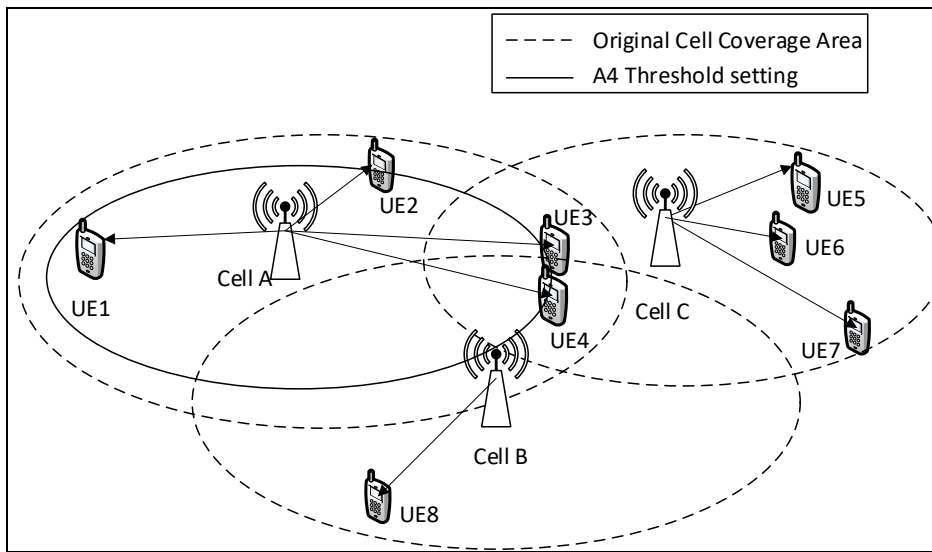 Original Cell Coverage Area
A4 Threshold setting
UE2
UE3
UE5
UE6
UE1
Cell A
Cell C
UE4
UE7
Cell B
UE8